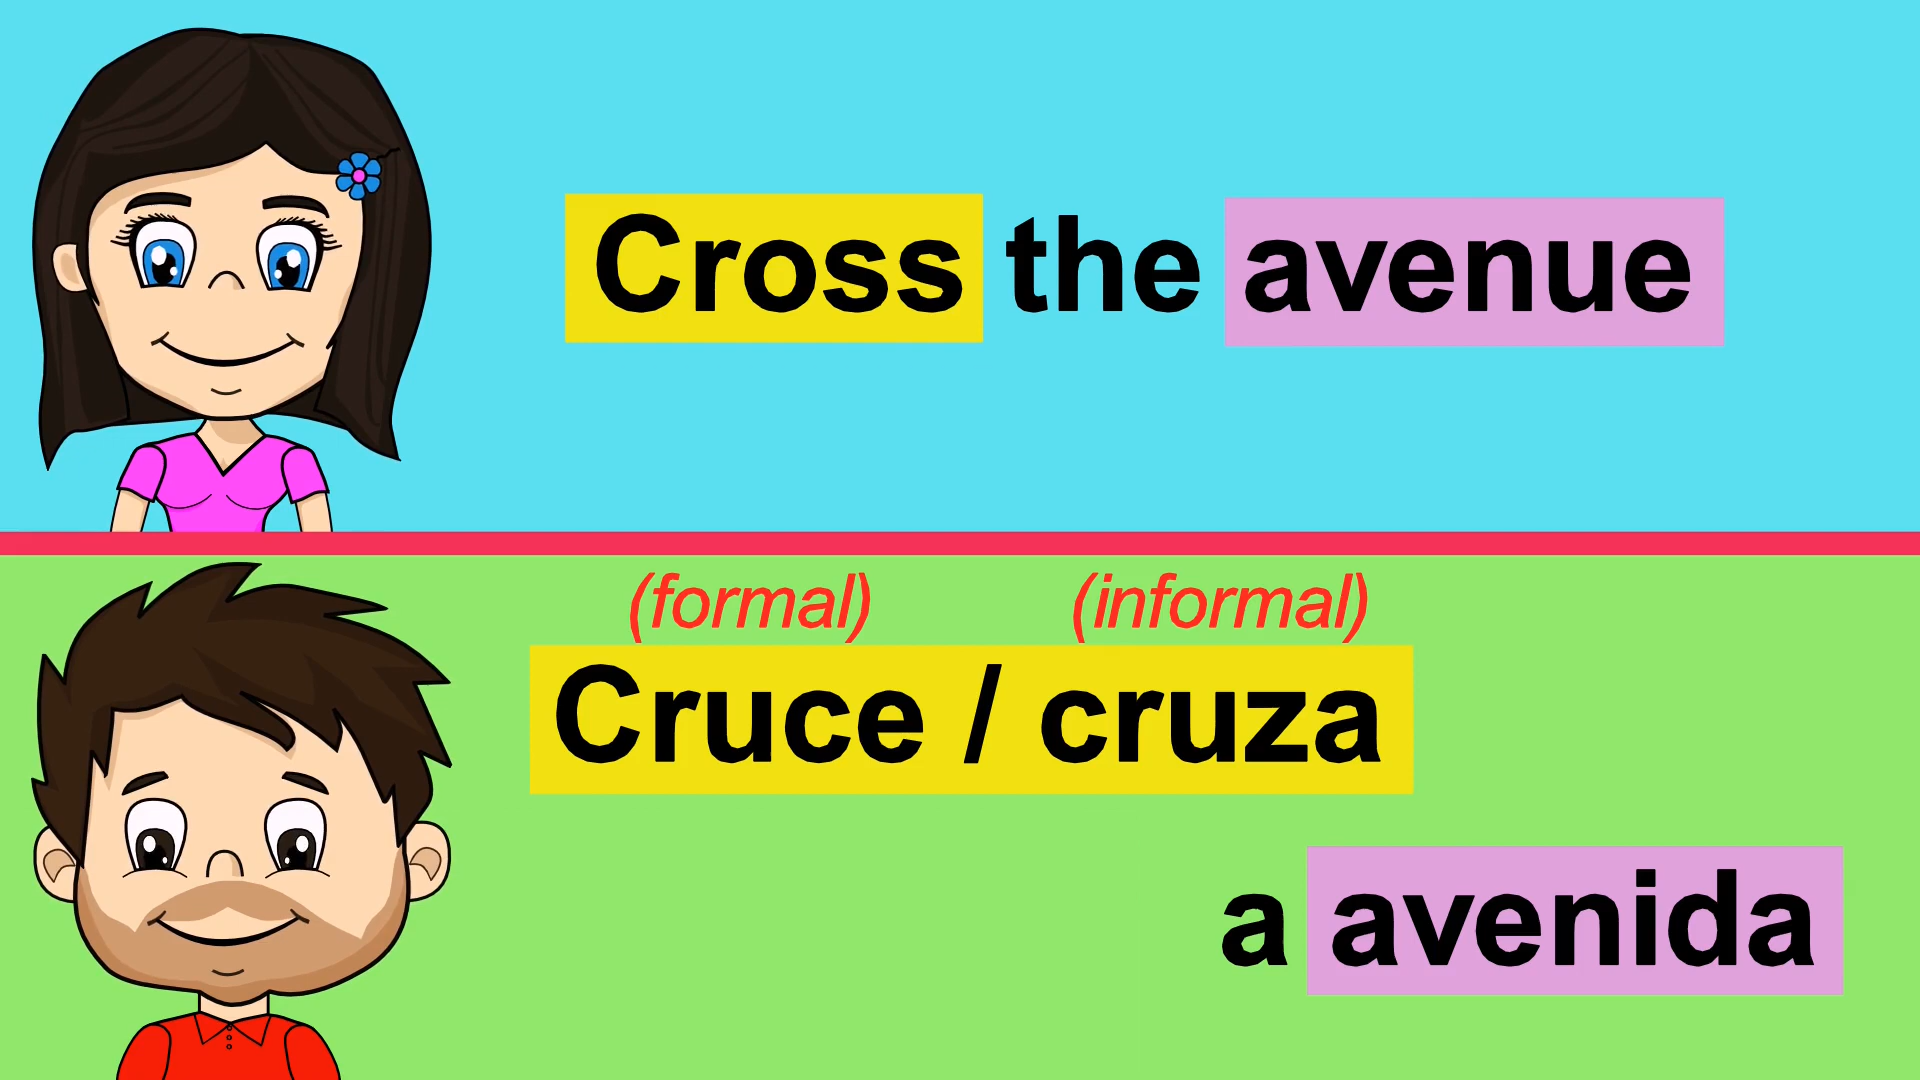 Cross the avenue
(formal) (informal)
Cruce / cruza
a avenida